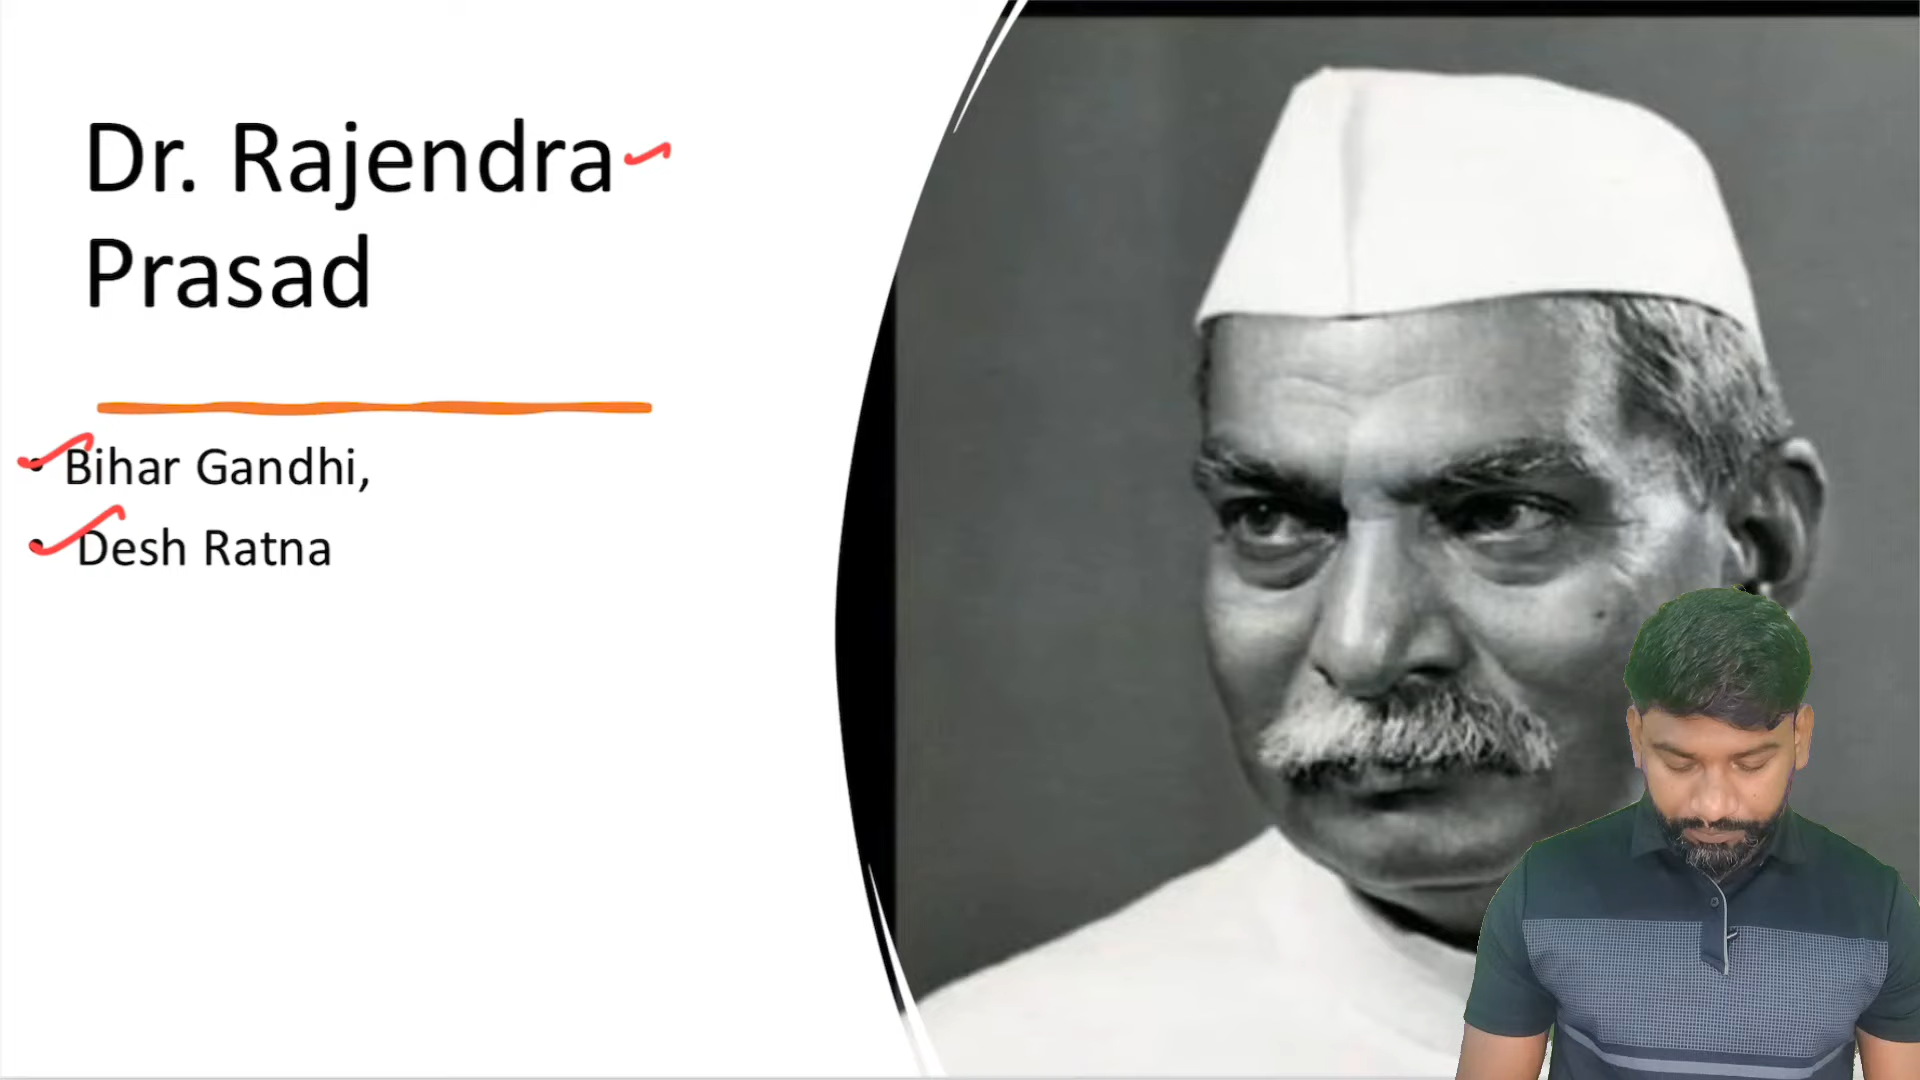 Dr. Rajendra
Prasad
• Bihar Gandhi,
• Desh Ratna